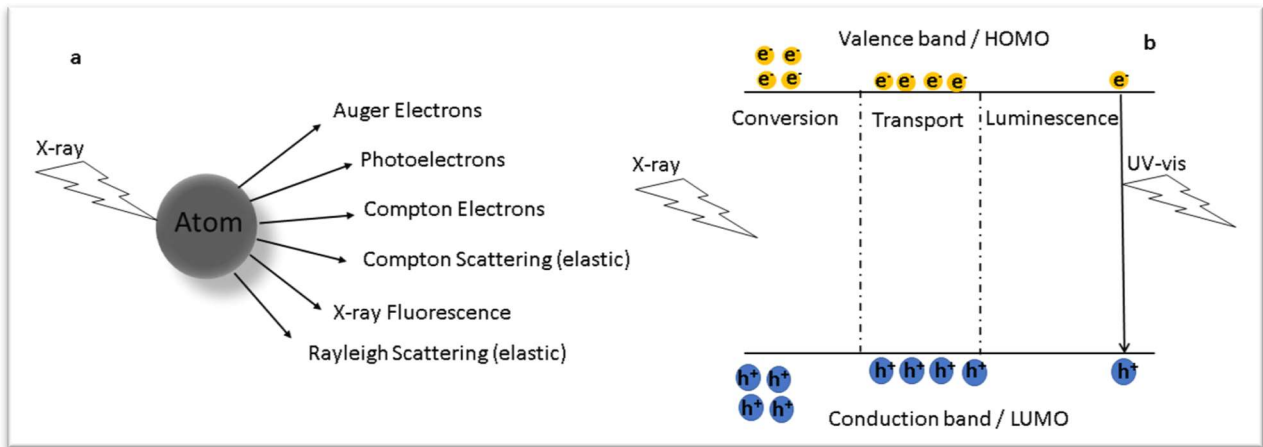 a
X-ray
Atom
Auger Electrons
Photoelectrons
Compton Electrons
Compton Scattering (elastic)
X-ray Fluorescence
Rayleigh Scattering (elastic)
b
Valence band / HOMO
e- e-
e- e- e- e- e- e- e-
Conversion Transport Luminescence
X-ray
UV-vis
h+ h+ h+ h+ h+ h+ h+
h+ h+
Conduction band / LUMO